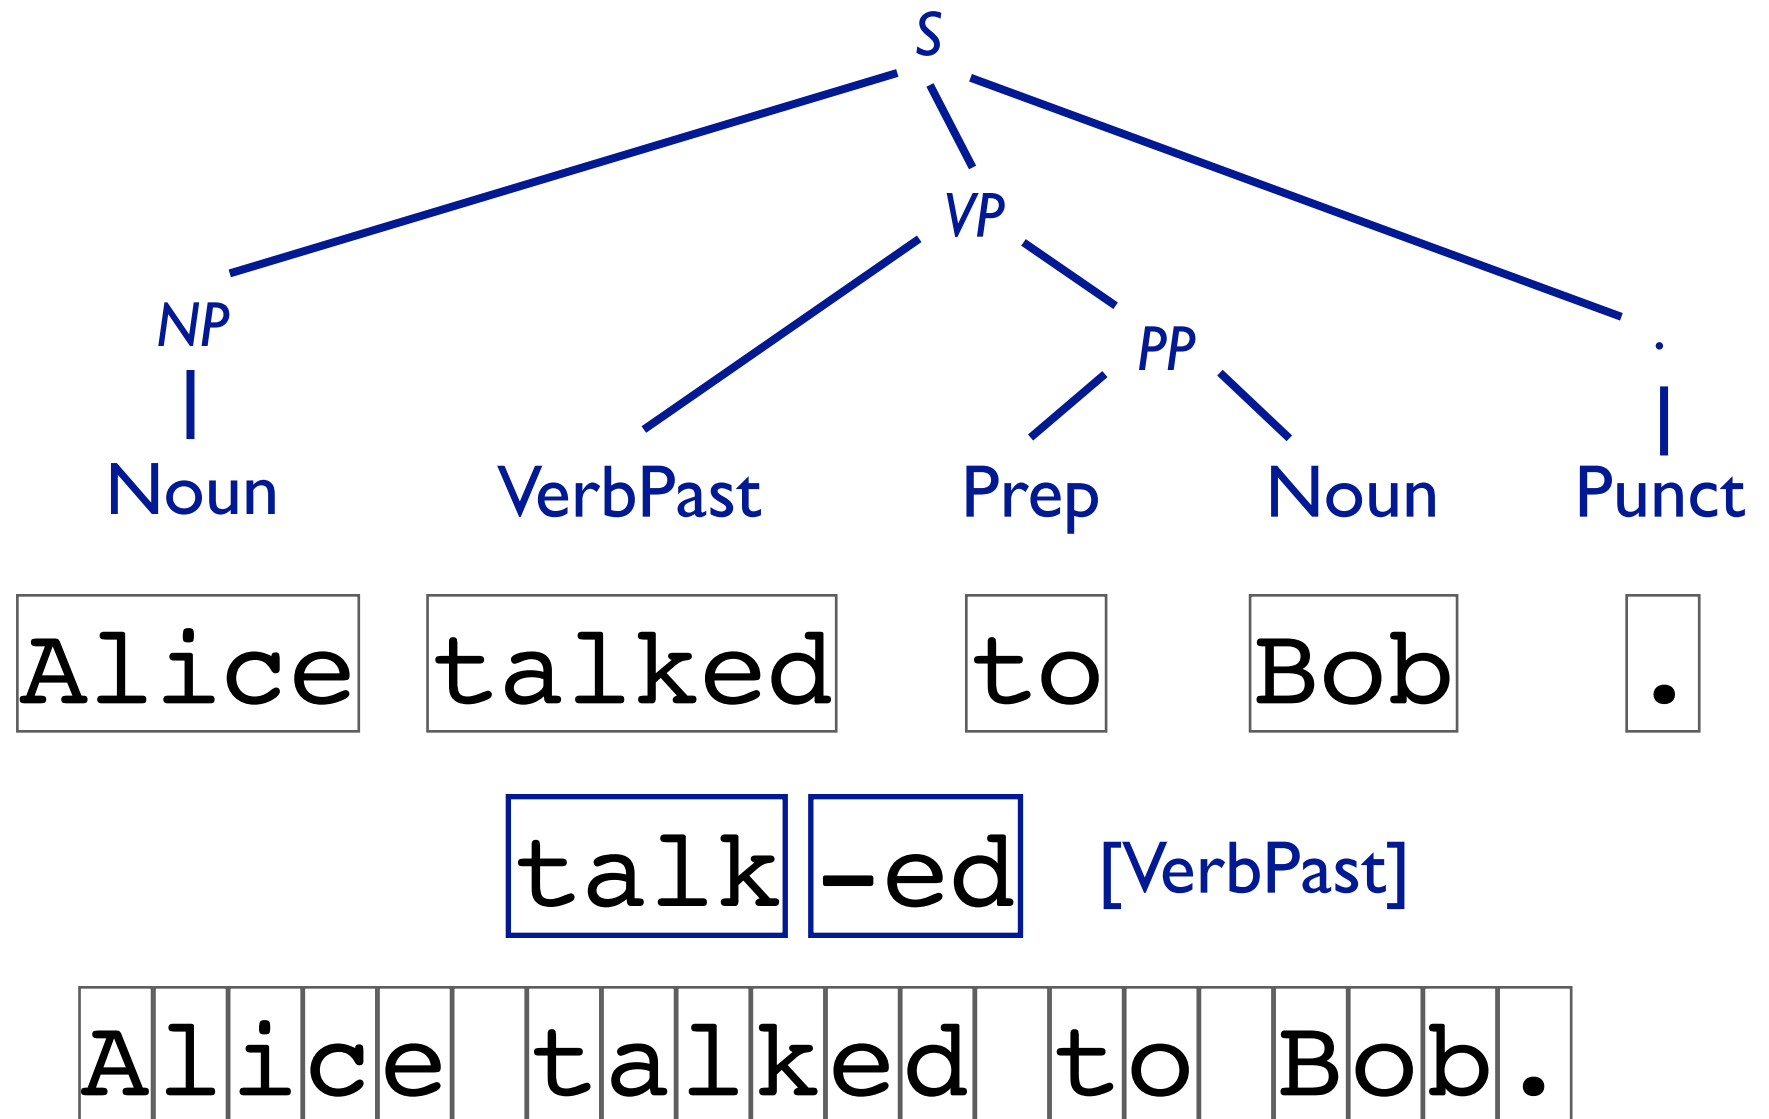 S
VP
NP
PP
.
Noun VerbPast Prep Noun Punct
Alice talked to Bob .
talk -ed [VerbPast]
Alice talked to Bob.